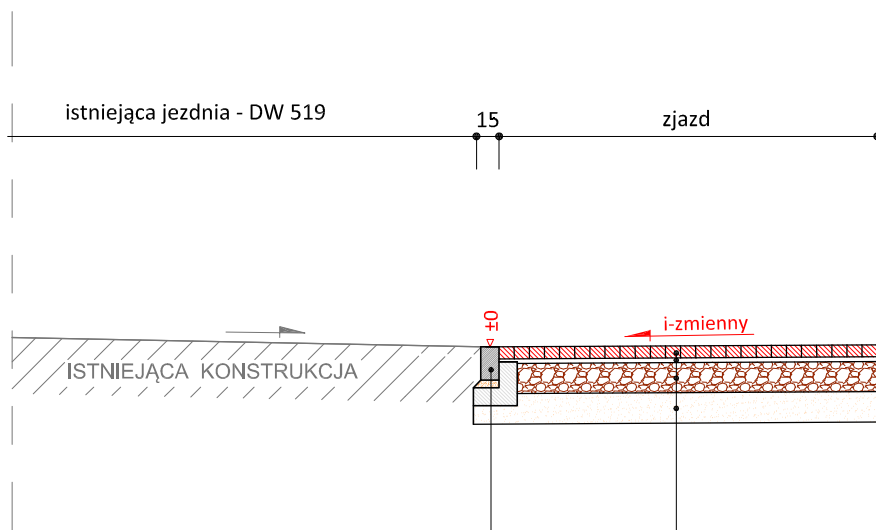 istniejąca jezdnia - DW 519
15
zjazd
±0
i-zmienny
ISTNIEJĄCA KONSTRUKCJA